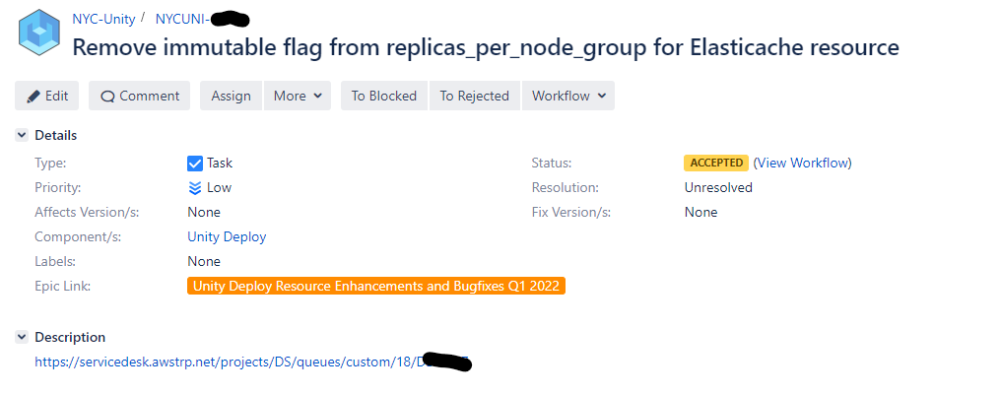 NYC-Unity / NYCUNI-
Remove immutable flag from replicas_per_node_group for Elasticache resource
Edit Comment Assign More To Blocked To Rejected Workflow
Details
Type: Task Status: ACCEPTED (View Workflow)
Priority: Low Resolution: Unresolved
Affects Version/s: None Fix Version/s: None
Component/s: Unity Deploy
Labels: None
Epic Link: Unity Deploy Resource Enhancements and Bugfixes Q1 2022
Description
https://servicedesk.awstrp.net/projects/DS/queues/custom/18/